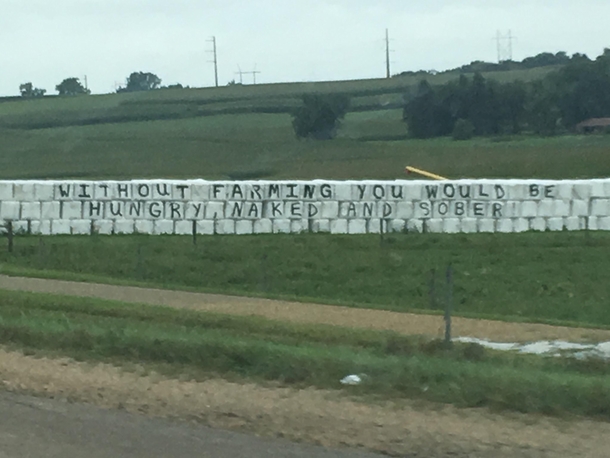 WITHOUT FARMING YOU WOULD BE
HUNGRY, NAKED AND SOBER